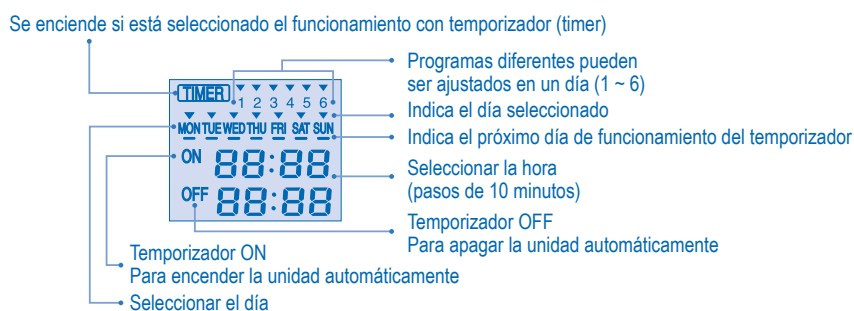 Se enciende si está seleccionado el funcionamiento con temporizador (timer)
Programas diferentes pueden
ser ajustados en un día (1 ~ 6)
TIMER
1 2 3 4 5 6
Indica el día seleccionado
MON TUE WED THU FRI SAT SUN
Indica el próximo día de funcionamiento del temporizador
ON 88:88
Seleccionar la hora
(pasos de 10 minutos)
OFF 88:88
Temporizador OFF
Para apagar la unidad automáticamente
Temporizador ON
Para encender la unidad automáticamente
Seleccionar el día